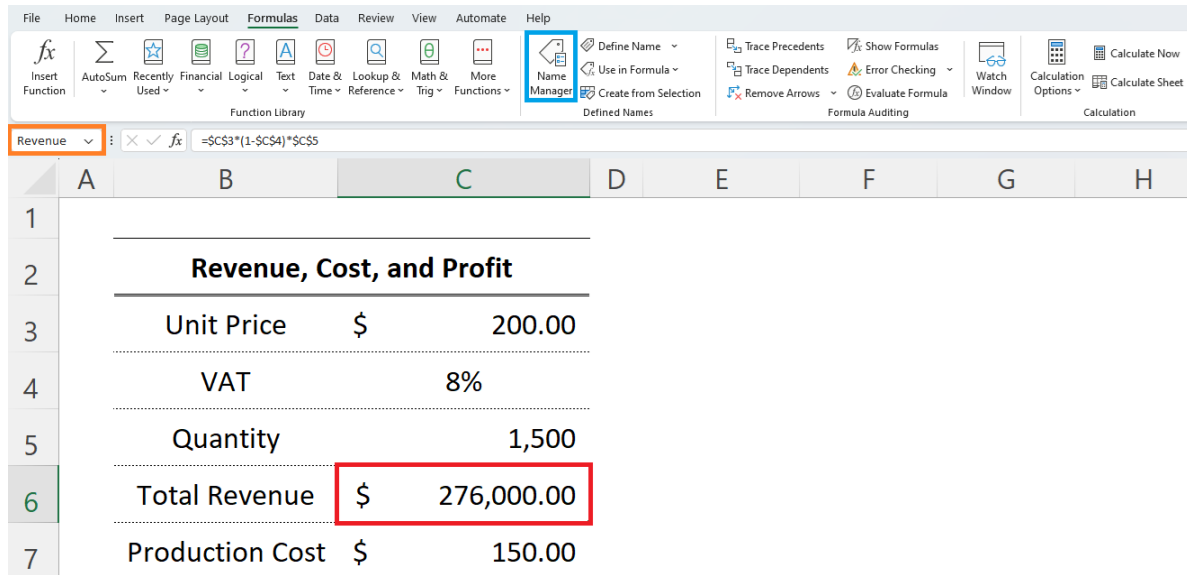 File Home Insert Page Layout Formulas Data Review View Automate Help
fx Σ ? A θ Define Name Trace Precedents fx Show Formulas Calculate Now
Insert AutoSum Recently Financial Logical Text Date & Lookup & Math & More Name Use in Formula Trace Dependents Error Checking Watch Calculation
Function Used Time Reference Trig Functions Manager Create from Selection Remove Arrows Evaluate Formula Window Options Calculate Sheet
Function Library Defined Names Formula Auditing Calculation
Revenue fx =$C$3*(1-$C$4)*$C$5
A B C D E F G H
1
2 Revenue, Cost, and Profit
3 Unit Price $ 200.00
4 VAT 8%
5 Quantity 1,500
6 Total Revenue $ 276,000.00
7 Production Cost $ 150.00